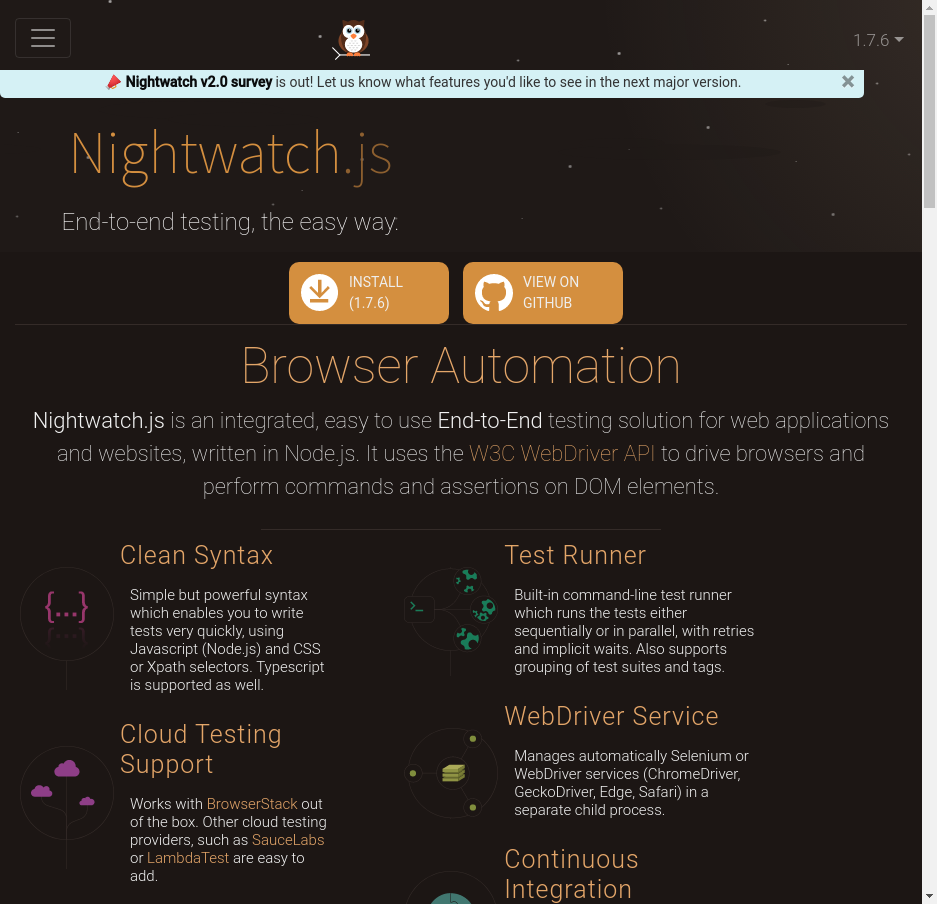 1.7.6
Nightwatch v2.0 survey is out! Let us know what features you'd like to see in the next major version.
Nightwatch.js
End-to-end testing, the easy way.
INSTALL
(1.7.6)
VIEW ON
GITHUB
Browser Automation
Nightwatch.js is an integrated, easy to use End-to-End testing solution for web applications
and websites, written in Node.js. It uses the W3C WebDriver API to drive browsers and
perform commands and assertions on DOM elements.
Clean Syntax
{...}
Simple but powerful syntax
which enables you to write
tests very quickly, using
Javascript (Node.js) and CSS
or Xpath selectors. Typescript
is supported as well.
Cloud Testing
Support
Works with BrowserStack out
of the box. Other cloud testing
providers, such as SauceLabs
or LambdaTest are easy to
add.
Test Runner
Built-in command-line test runner
which runs the tests either
sequentially or in parallel, with retries
and implicit waits. Also supports
grouping of test suites and tags.
WebDriver Service
Manages automatically Selenium or
WebDriver services (ChromeDriver,
GeckoDriver, Edge, Safari) in a
separate child process.
Continuous
Integration